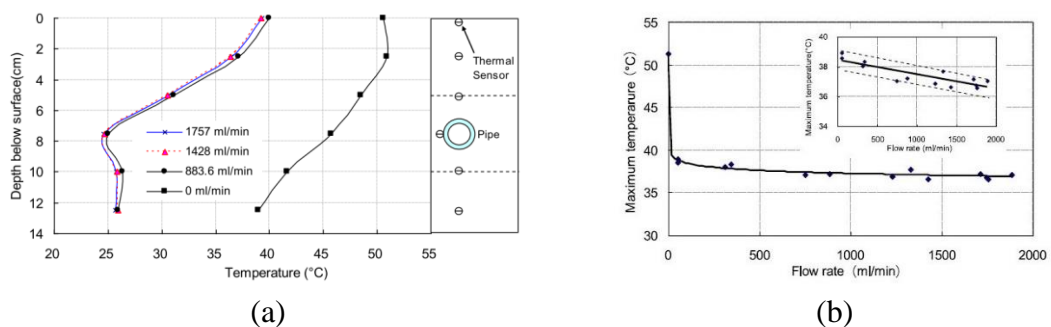 0
2
4
6
8
10
12
14
Depth below surface(cm)
1757 ml/min
1428 ml/min
883.6 ml/min
0 ml/min
Thermal
Sensor
Pipe
20 25 30 35 40 45 50 55
Temperature (°C)
(a)
55
50
45
40
35
30
Maximum temperarure (°C)
40
38
36
34
Maximum temperature(°C)
0 500 1000 1500 2000
Flow rate (ml/min)
0 500 1000 1500 2000
Flow rate (ml/min)
(b)